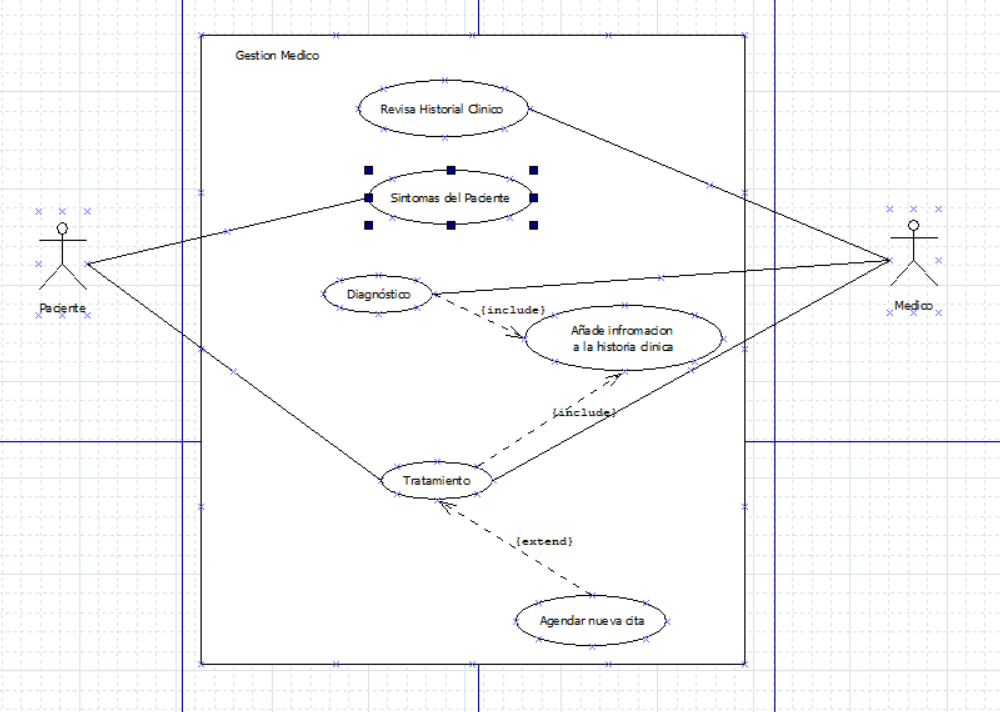 Gestion Medico
Revisa Historial Clinico
Sintomas del Paciente
Paciente
Diagnóstico
{include}
Añade infromacion
a la historia clinica
Medico
{include}
Tratamiento
{extend}
Agendar nueva cita